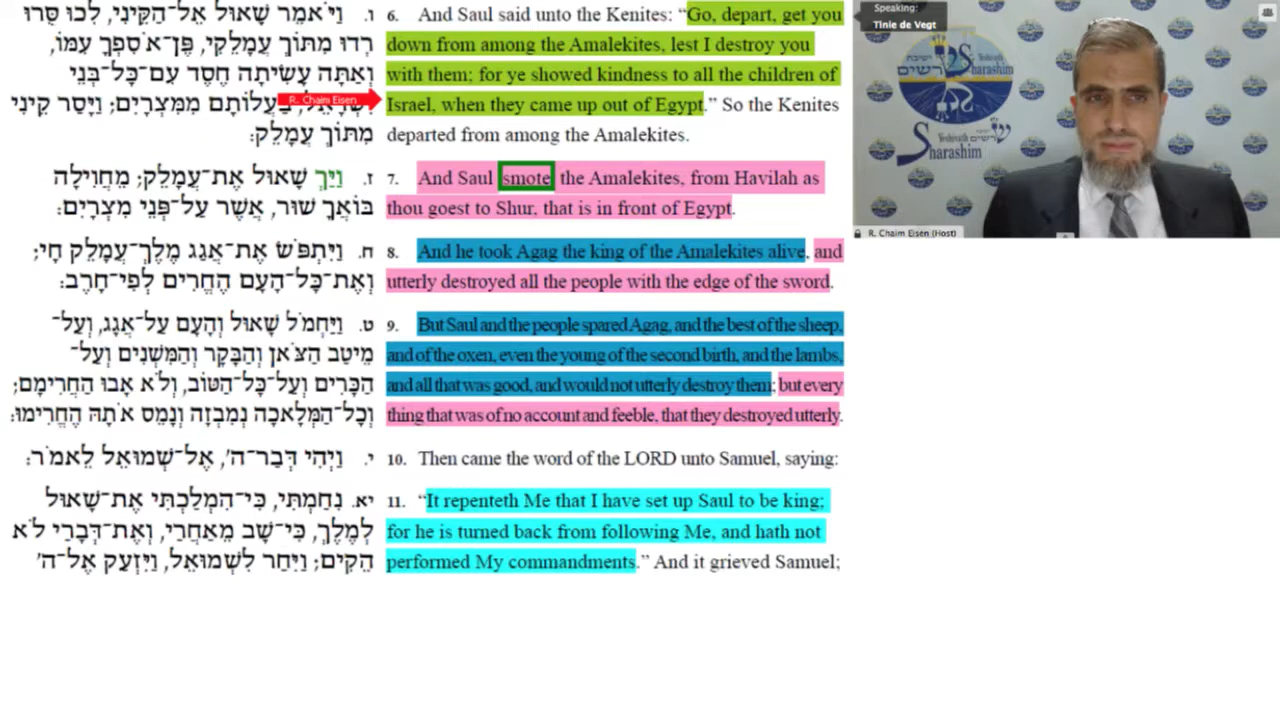 ו. וַיֹּאמֶר שָׁאוּל אֶל־הַקֵּינִי, לְכוּ סֻּרוּ
רְדוּ מִתּוֹךְ עֲמָלֵקִי, פֶּן־אֹסִפְךָ עִמּוֹ,
וְאַתָּה עָשִׂיתָה חֶסֶד עִם־כָּל־בְּנֵי
עֲלוֹתָם מִמִּצְרָיִם; וַיָּסַר קֵינִי
מִתּוֹךְ עֲמָלֵק:
R. Chaim Eisen
6. And Saul said unto the Kenites: “Go, depart, get you
down from among the Amalekites, lest I destroy you
with them; for ye showed kindness to all the children of
Israel, when they came up out of Egypt.” So the Kenites
departed from among the Amalekites.
ז. וַיַּךְ שָׁאוּל אֶת־עֲמָלֵק; מֵחֲוִילָה
בּוֹאֲךָ שׁוּר, אֲשֶׁר עַל־פְּנֵי מִצְרָיִם:
7. And Saul smote the Amalekites, from Havilah as
thou goest to Shur, that is in front of Egypt.
ח. וַיִּתְפֹּשׂ אֶת־אֲגַג מֶלֶךְ־עֲמָלֵק חָי;
וְאֶת־כָּל־הָעָם הֶחֱרִים לְפִי־חָרֶב:
8. And he took Agag the king of the Amalekites alive, and
utterly destroyed all the people with the edge of the sword.
ט. וַיַּחְמֹל שָׁאוּל וְהָעָם עַל־אֲגָג, וְעַל־
מֵיטַב הַצֹּאן וְהַבָּקָר וְהַמִּשְׁנִים וְעַל־
הַכָּרִים וְעַל־כָּל־הַטּוֹב, וְלֹא אָבוּ הַחֲרִימָם;
וְכָל־הַמְּלָאכָה נְמִבְזָה וְנָמֵס אֹתָהּ הֶחֱרִימוּ:
9. But Saul and the people spared Agag, and the best of the sheep,
and of the oxen, even the young of the second birth, and the lambs,
and all that was good, and would not utterly destroy them; but every
thing that was of no account and feeble, that they destroyed utterly.
י. וַיְהִי דְּבַר־ה', אֶל־שְׁמוּאֵל לֵאמֹר:
10. Then came the word of the LORD unto Samuel, saying:
יא. נִחַמְתִּי, כִּי־הִמְלַכְתִּי אֶת־שָׁאוּל
לְמֶלֶךְ, כִּי־שָׁב מֵאַחֲרַי, וְאֶת־דְּבָרַי לֹא
הֵקִים; וַיִּחַר לִשְׁמוּאֵל, וַיִּזְעַק אֶל־ה'
11. “It repenteth Me that I have set up Saul to be king;
for he is turned back from following Me, and hath not
performed My commandments.” And it grieved Samuel;
Speaking:
Tinie de Vegt
ישיבת שרשים
Yeshivath
Sharashim
R. Chaim Eisen (Host)